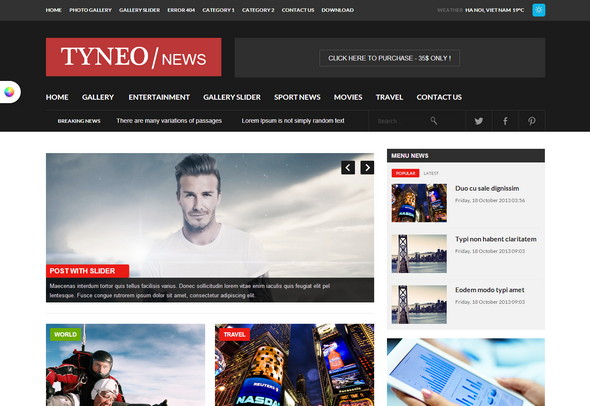 HOME PHOTO GALLERY GALLERY SLIDER ERROR 404 CATEGORY 1 CATEGORY 2 CONTACT US DOWNLOAD WEATHER HA NOI, VIET NAM 19°C
TYNEO/NEWS
CLICK HERE TO PURCHASE - 35$ ONLY !
HOME GALLERY ENTERTAINMENT GALLERY SLIDER SPORT NEWS MOVIES TRAVEL CONTACT US
BREAKING NEWS There are many variations of passages Lorem Ipsum is not simply random text Search...
MENU NEWS
POPULAR LATEST
Duo cu sale dignissim
Friday, 18 October 2013 03:56
Typi non habent claritatem
Friday, 18 October 2013 09:03
Eodem modo typi amet
Friday, 18 October 2013 09:03
POST WITH SLIDER
Maecenas interdum tortor quis tellus facilisis varius. Donec sollicitudin lorem vitae enim iaculis quis feugiat elit pel
lentesque. Fusce congue rutrorem ipsum dolor sit amet, consectetur adipiscing elit.
WORLD
TRAVEL
REUTERS
NASDAQ